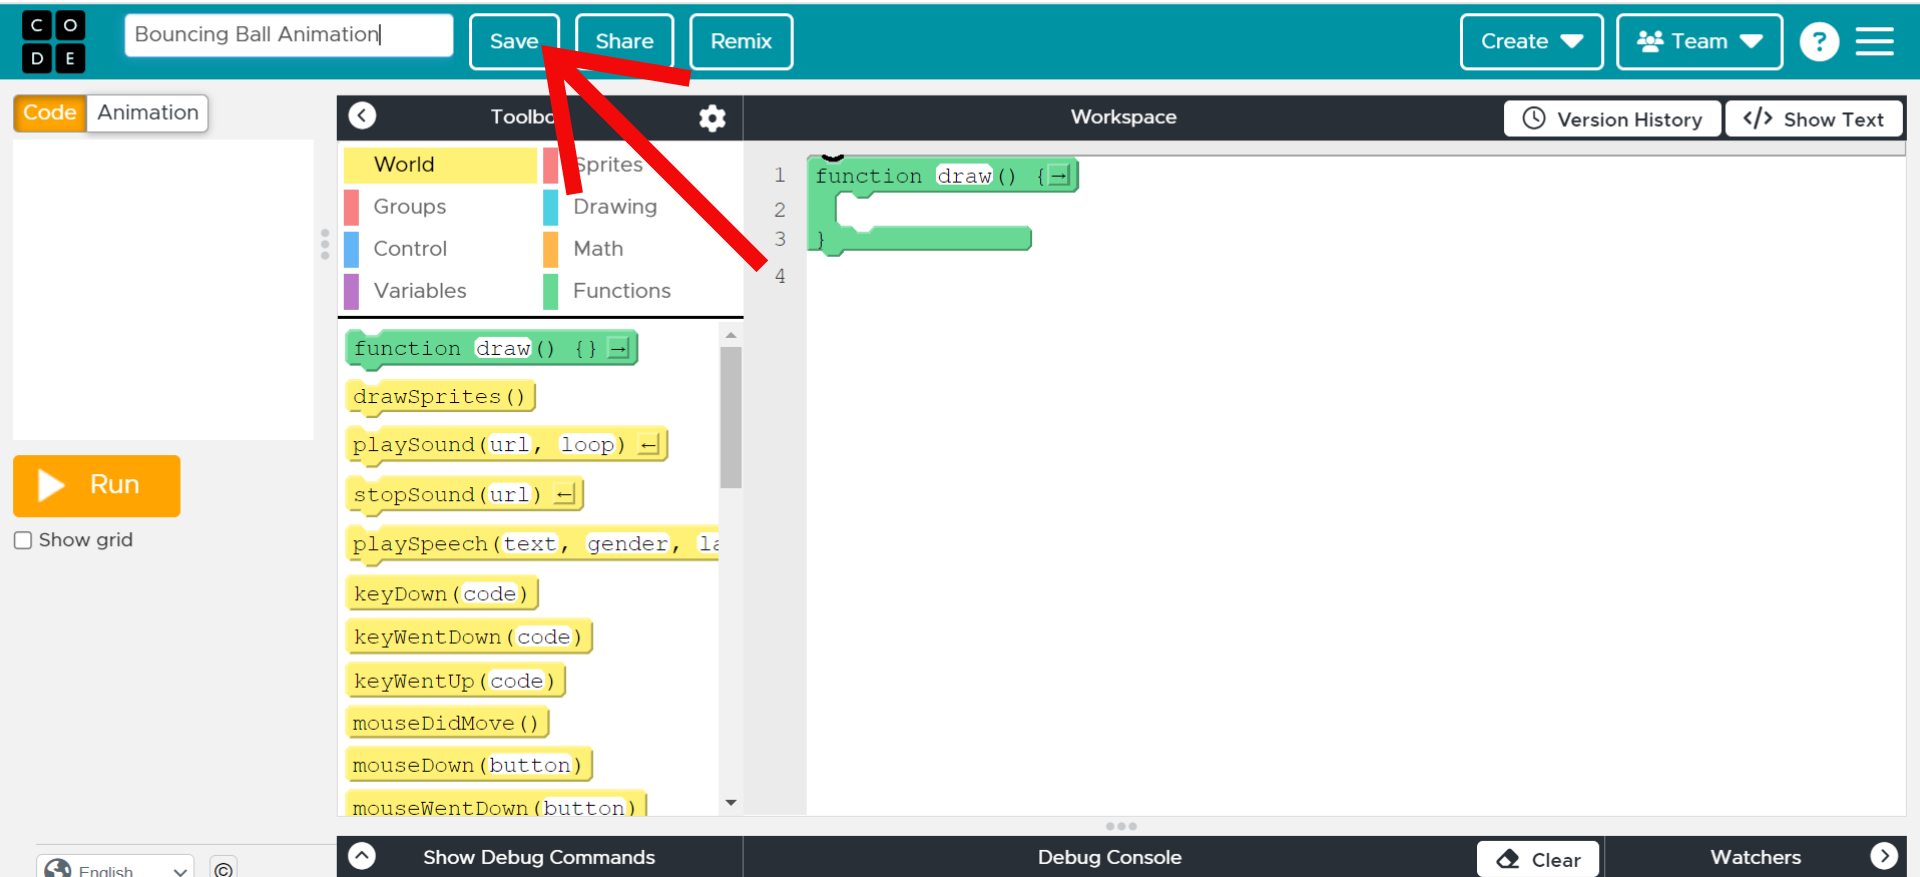 CODE
Bouncing Ball Animation
Save
Share
Remix
Create
Team
?
Code
Animation
Toolbo
Workspace
Version History
</> Show Text
World
Sprites
Groups
Drawing
Control
Math
Variables
Functions
function draw() {} →
drawSprites()
playSound(url, loop) ←
stopSound(url) ←
playSpeech(text, gender, la
keyDown(code)
keyWentDown(code)
keyWentUp(code)
mouseDidMove()
mouseDown(button)
mouseWentDown(button)
1 function draw() { →
2
3 }
4
Run
Show grid
English
©
Show Debug Commands
Debug Console
Clear
Watchers